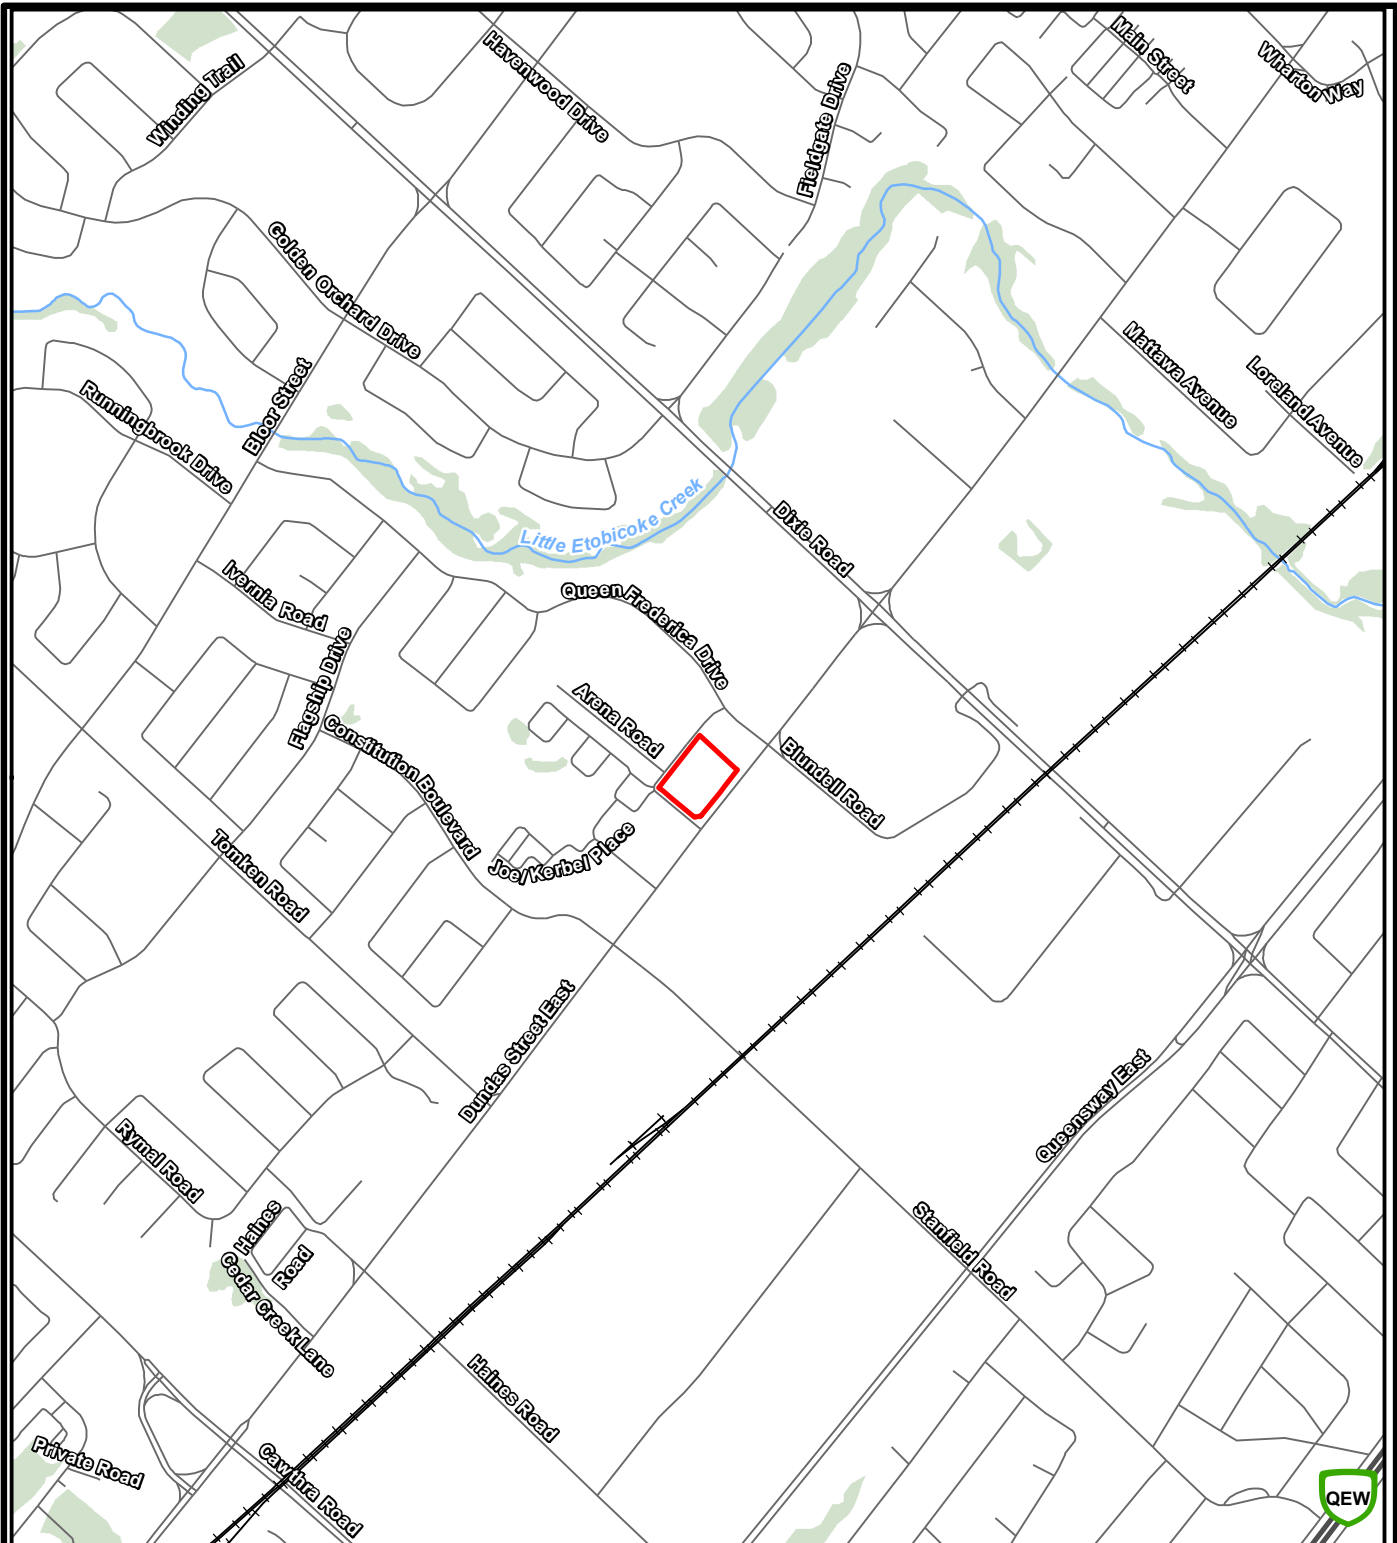 Main Street
Havenwood Drive
Wharton Way
Winding Trail
Fieldgate Drive
Golden Orchard Drive
Mattawa Avenue
Loreland Avenue
Bloor Street
Runningbrook Drive
Little Etobicoke Creek
Dixie Road
Ivernia Road
Queen Frederica Drive
Flagship Drive
Arena Road
Constitution Boulevard
Blundell Road
Tomken Road
Joe Kerbel Place
Dundas Street East
Queensway East
Rymal Road
Haines
Road
Stanfield Road
Cedar Creek Lane
Haines Road
Private Road
Cawthra Road
QEW